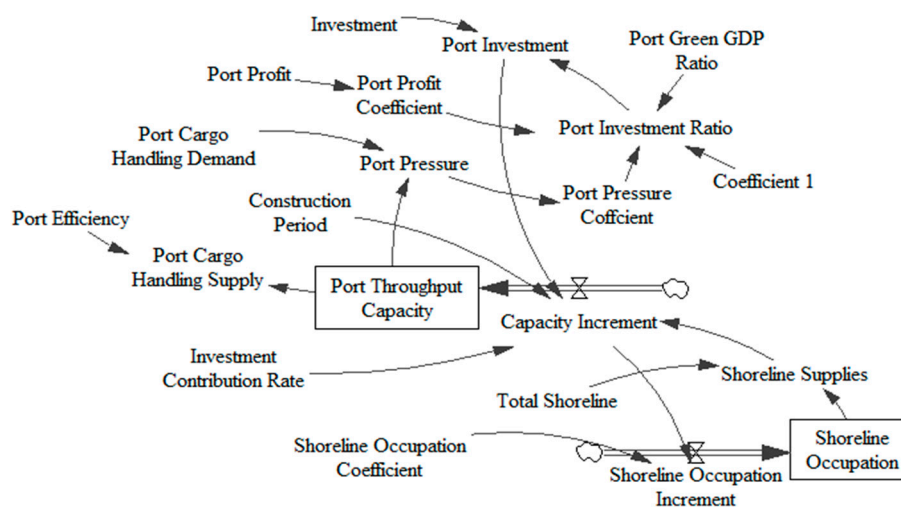 Investment
Port Investment
Port Green GDP
Ratio
Port Profit
Port Profit
Coefficient
Port Investment Ratio
Port Cargo
Handling Demand
Port Pressure
Coefficient 1
Port Pressure
Coffcient
Construction
Period
Port Efficiency
Port Cargo
Handling Supply
Port Throughput
Capacity
Capacity Increment
Investment
Contribution Rate
Shoreline Supplies
Total Shoreline
Shoreline Occupation
Coefficient
Shoreline
Occupation
Shoreline Occupation
Increment